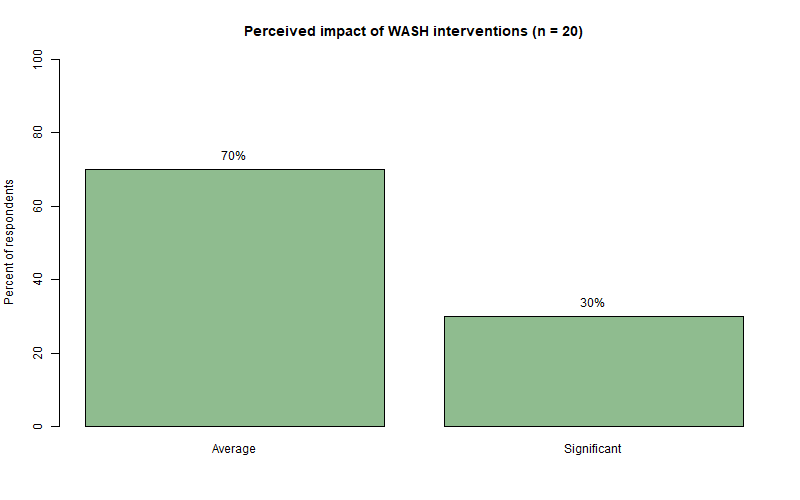 Perceived impact of WASH interventions (n = 20)
Percent of respondents
100
80
60
40
20
0
70%
30%
Average
Significant